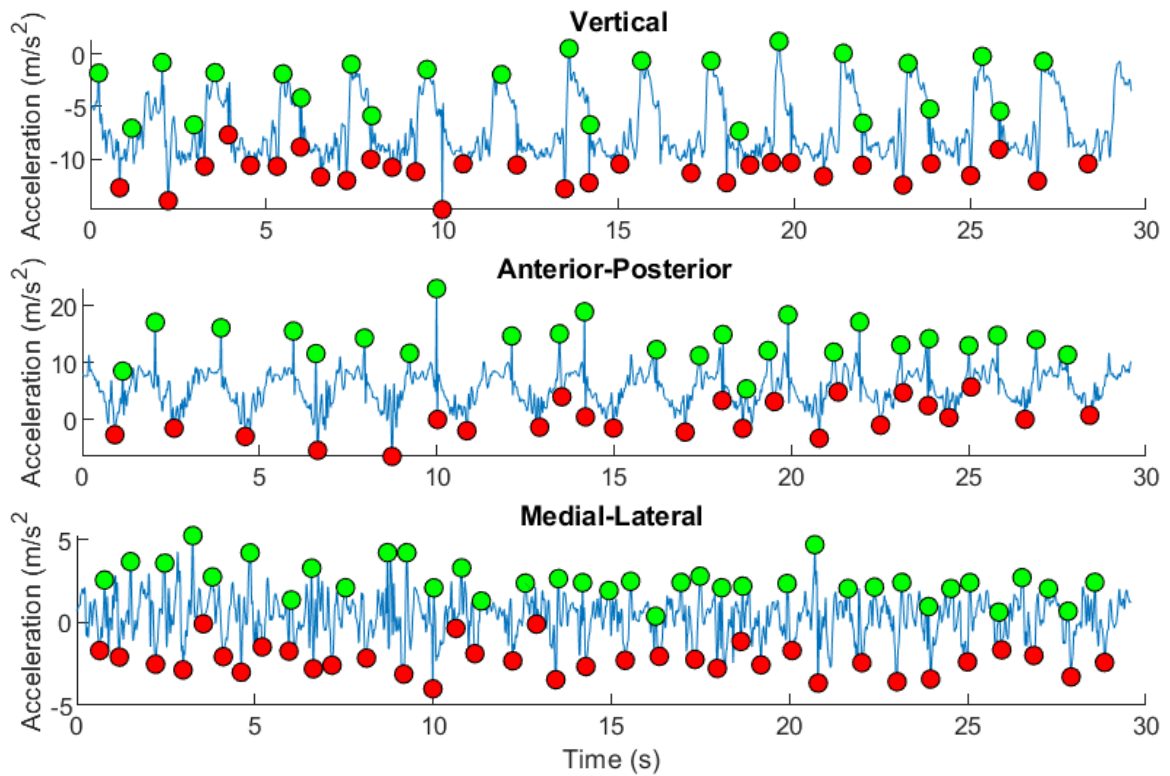 Vertical
Acceleration (m/s²)
0
-5
-10
0 5 10 15 20 25 30
Anterior-Posterior
Acceleration (m/s²)
20
10
0
0 5 10 15 20 25 30
Medial-Lateral
Acceleration (m/s²
5
0
-5
0 5 10 15 20 25 30
Time (s)